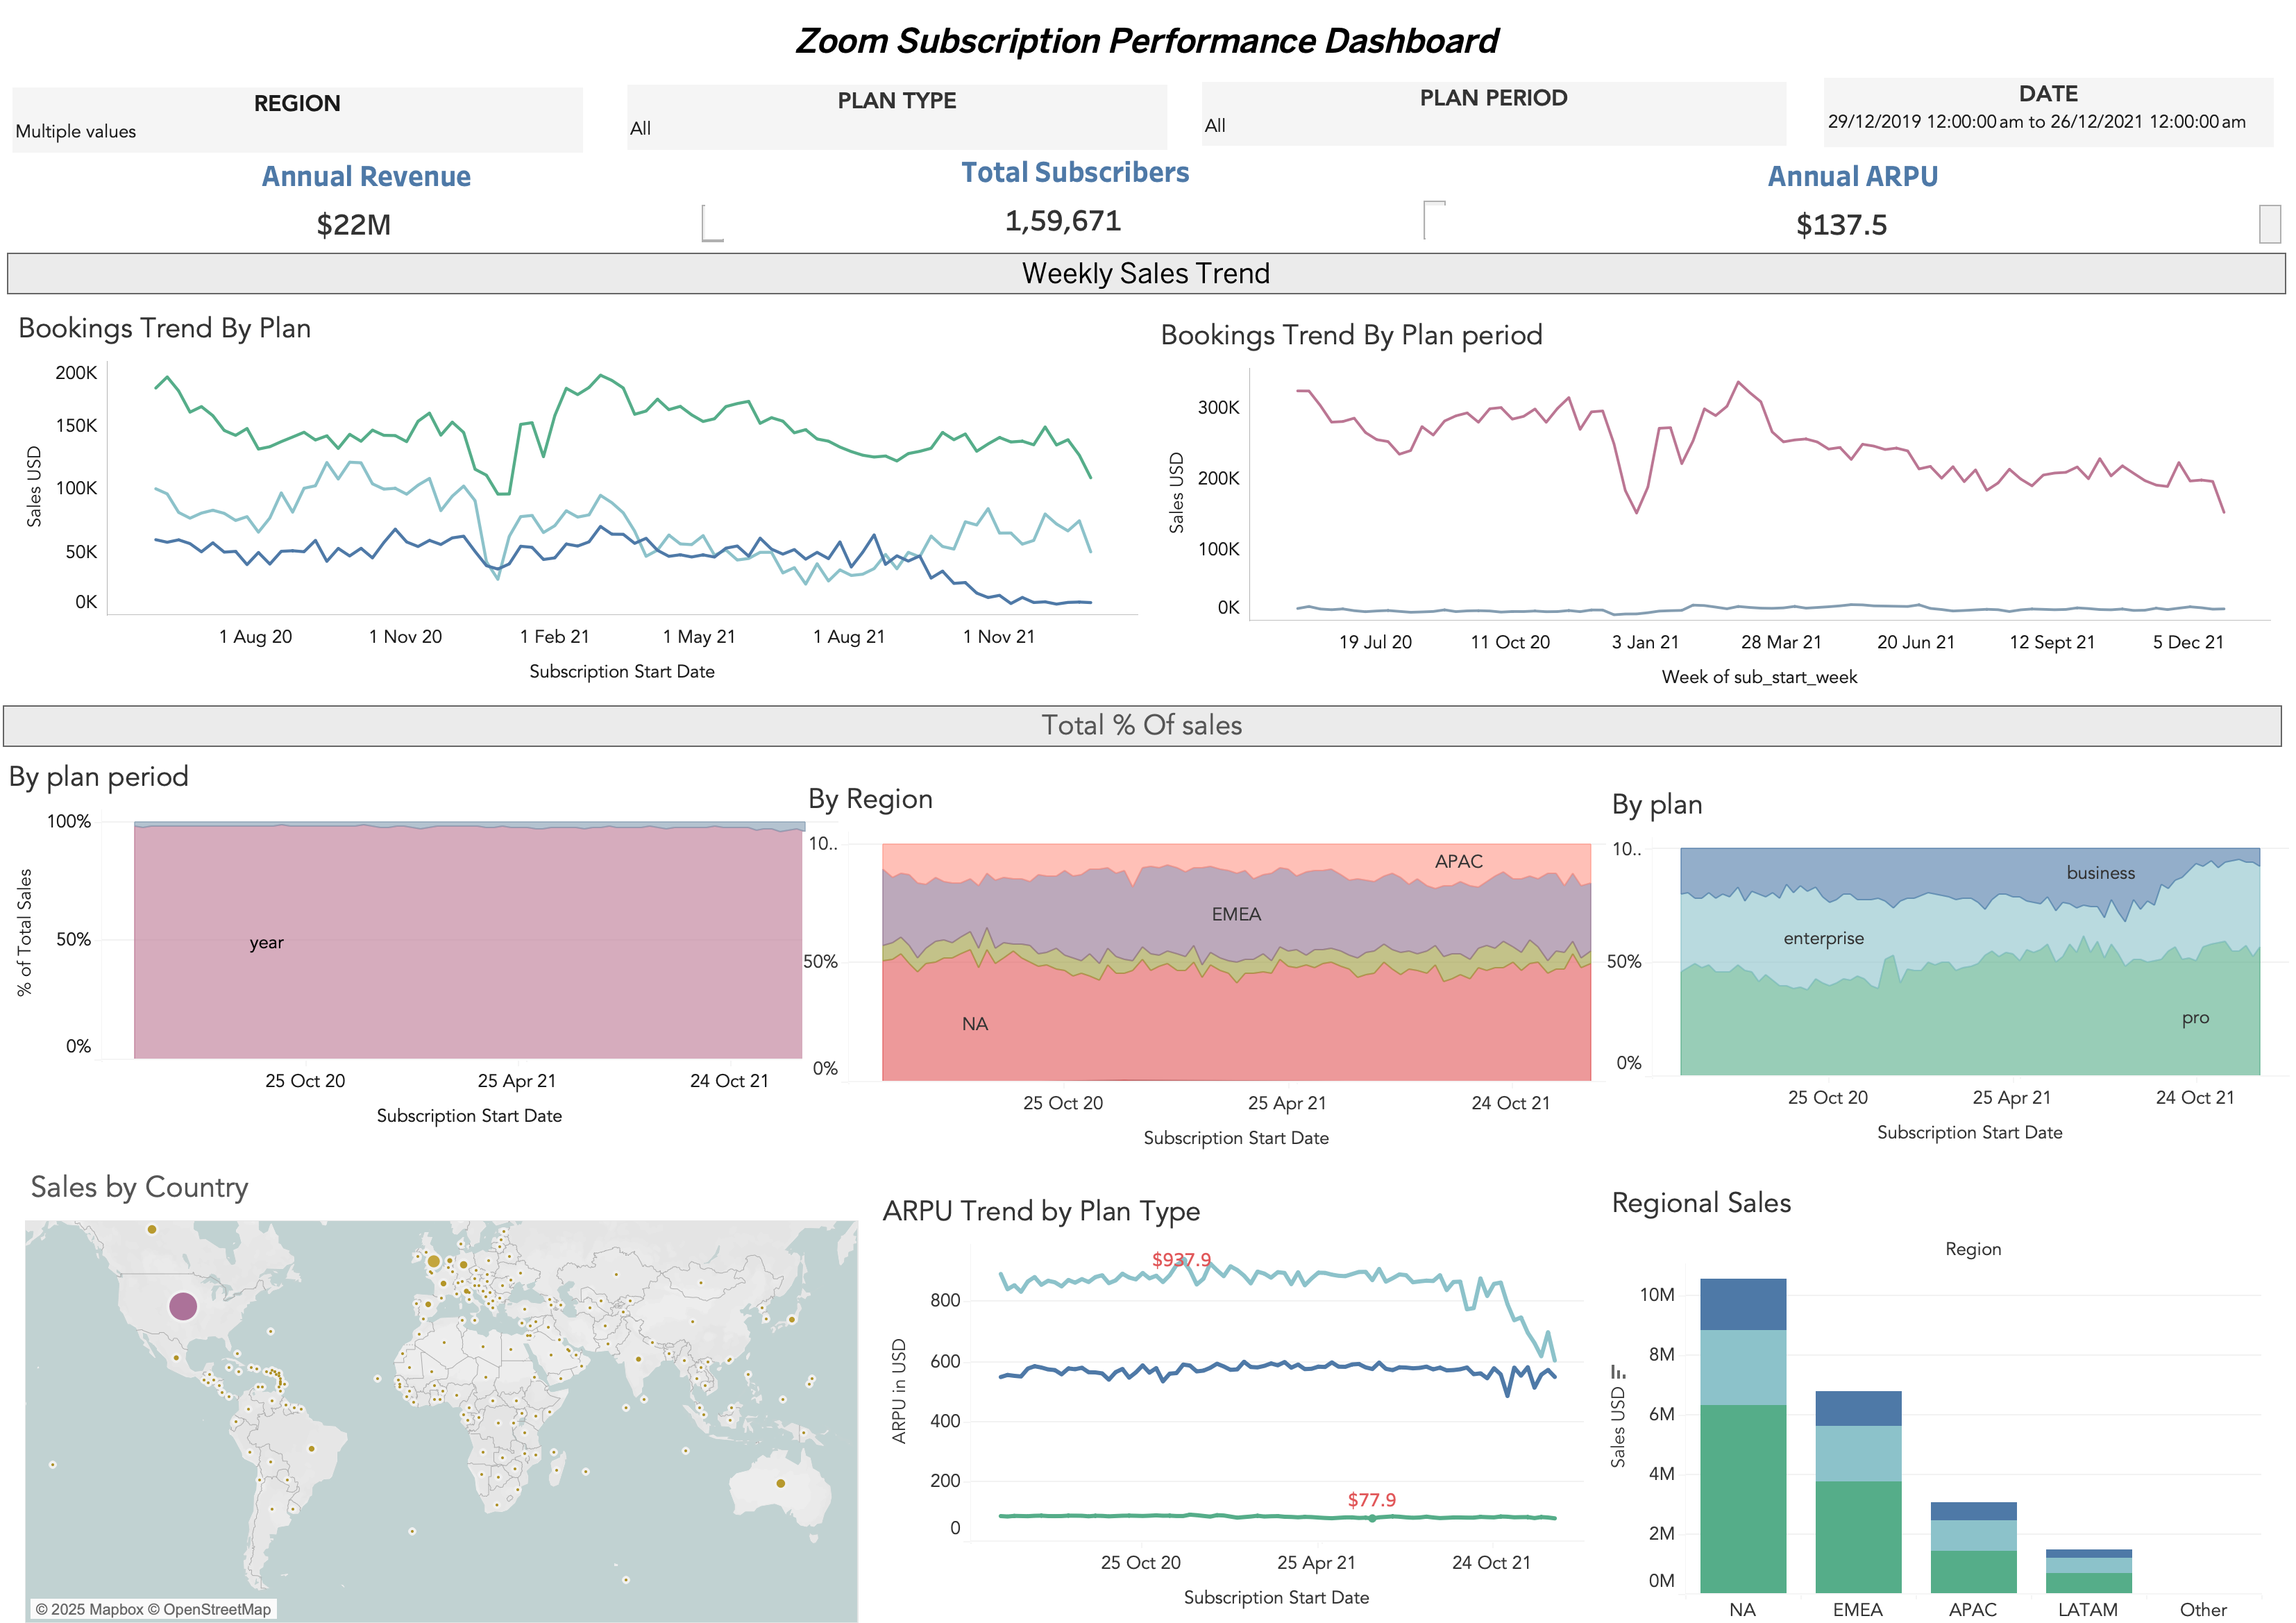 Zoom Subscription Performance Dashboard
REGION
Multiple values
PLAN TYPE
All
PLAN PERIOD
All
DATE
29/12/2019 12:00:00 am to 26/12/2021 12:00:00 am
Annual Revenue
$22M
Total Subscribers
1,59,671
Annual ARPU
$137.5
Weekly Sales Trend
Bookings Trend By Plan
200K
150K
100K
50K
0K
Sales USD
1 Aug 20
1 Nov 20
1 Feb 21
1 May 21
1 Aug 21
1 Nov 21
Subscription Start Date
Bookings Trend By Plan period
300K
200K
100K
0K
Sales USD
19 Jul 20
11 Oct 20
3 Jan 21
28 Mar 21
20 Jun 21
12 Sept 21
5 Dec 21
Week of sub_start_week
Total % Of sales
By plan period
100%
50%
0%
% of Total Sales
year
25 Oct 20
25 Apr 21
24 Oct 21
Subscription Start Date
By Region
10..
50%
0%
APAC
EMEA
NA
25 Oct 20
25 Apr 21
24 Oct 21
Subscription Start Date
By plan
10..
50%
0%
business
enterprise
pro
25 Oct 20
25 Apr 21
24 Oct 21
Subscription Start Date
Sales by Country
© 2025 Mapbox © OpenStreetMap
ARPU Trend by Plan Type
$937.9
800
600
400
200
0
ARPU in USD
$77.9
25 Oct 20
25 Apr 21
24 Oct 21
Subscription Start Date
Regional Sales
Region
10M
8M
6M
4M
2M
0M
Sales USD
NA
EMEA
APAC
LATAM
Other